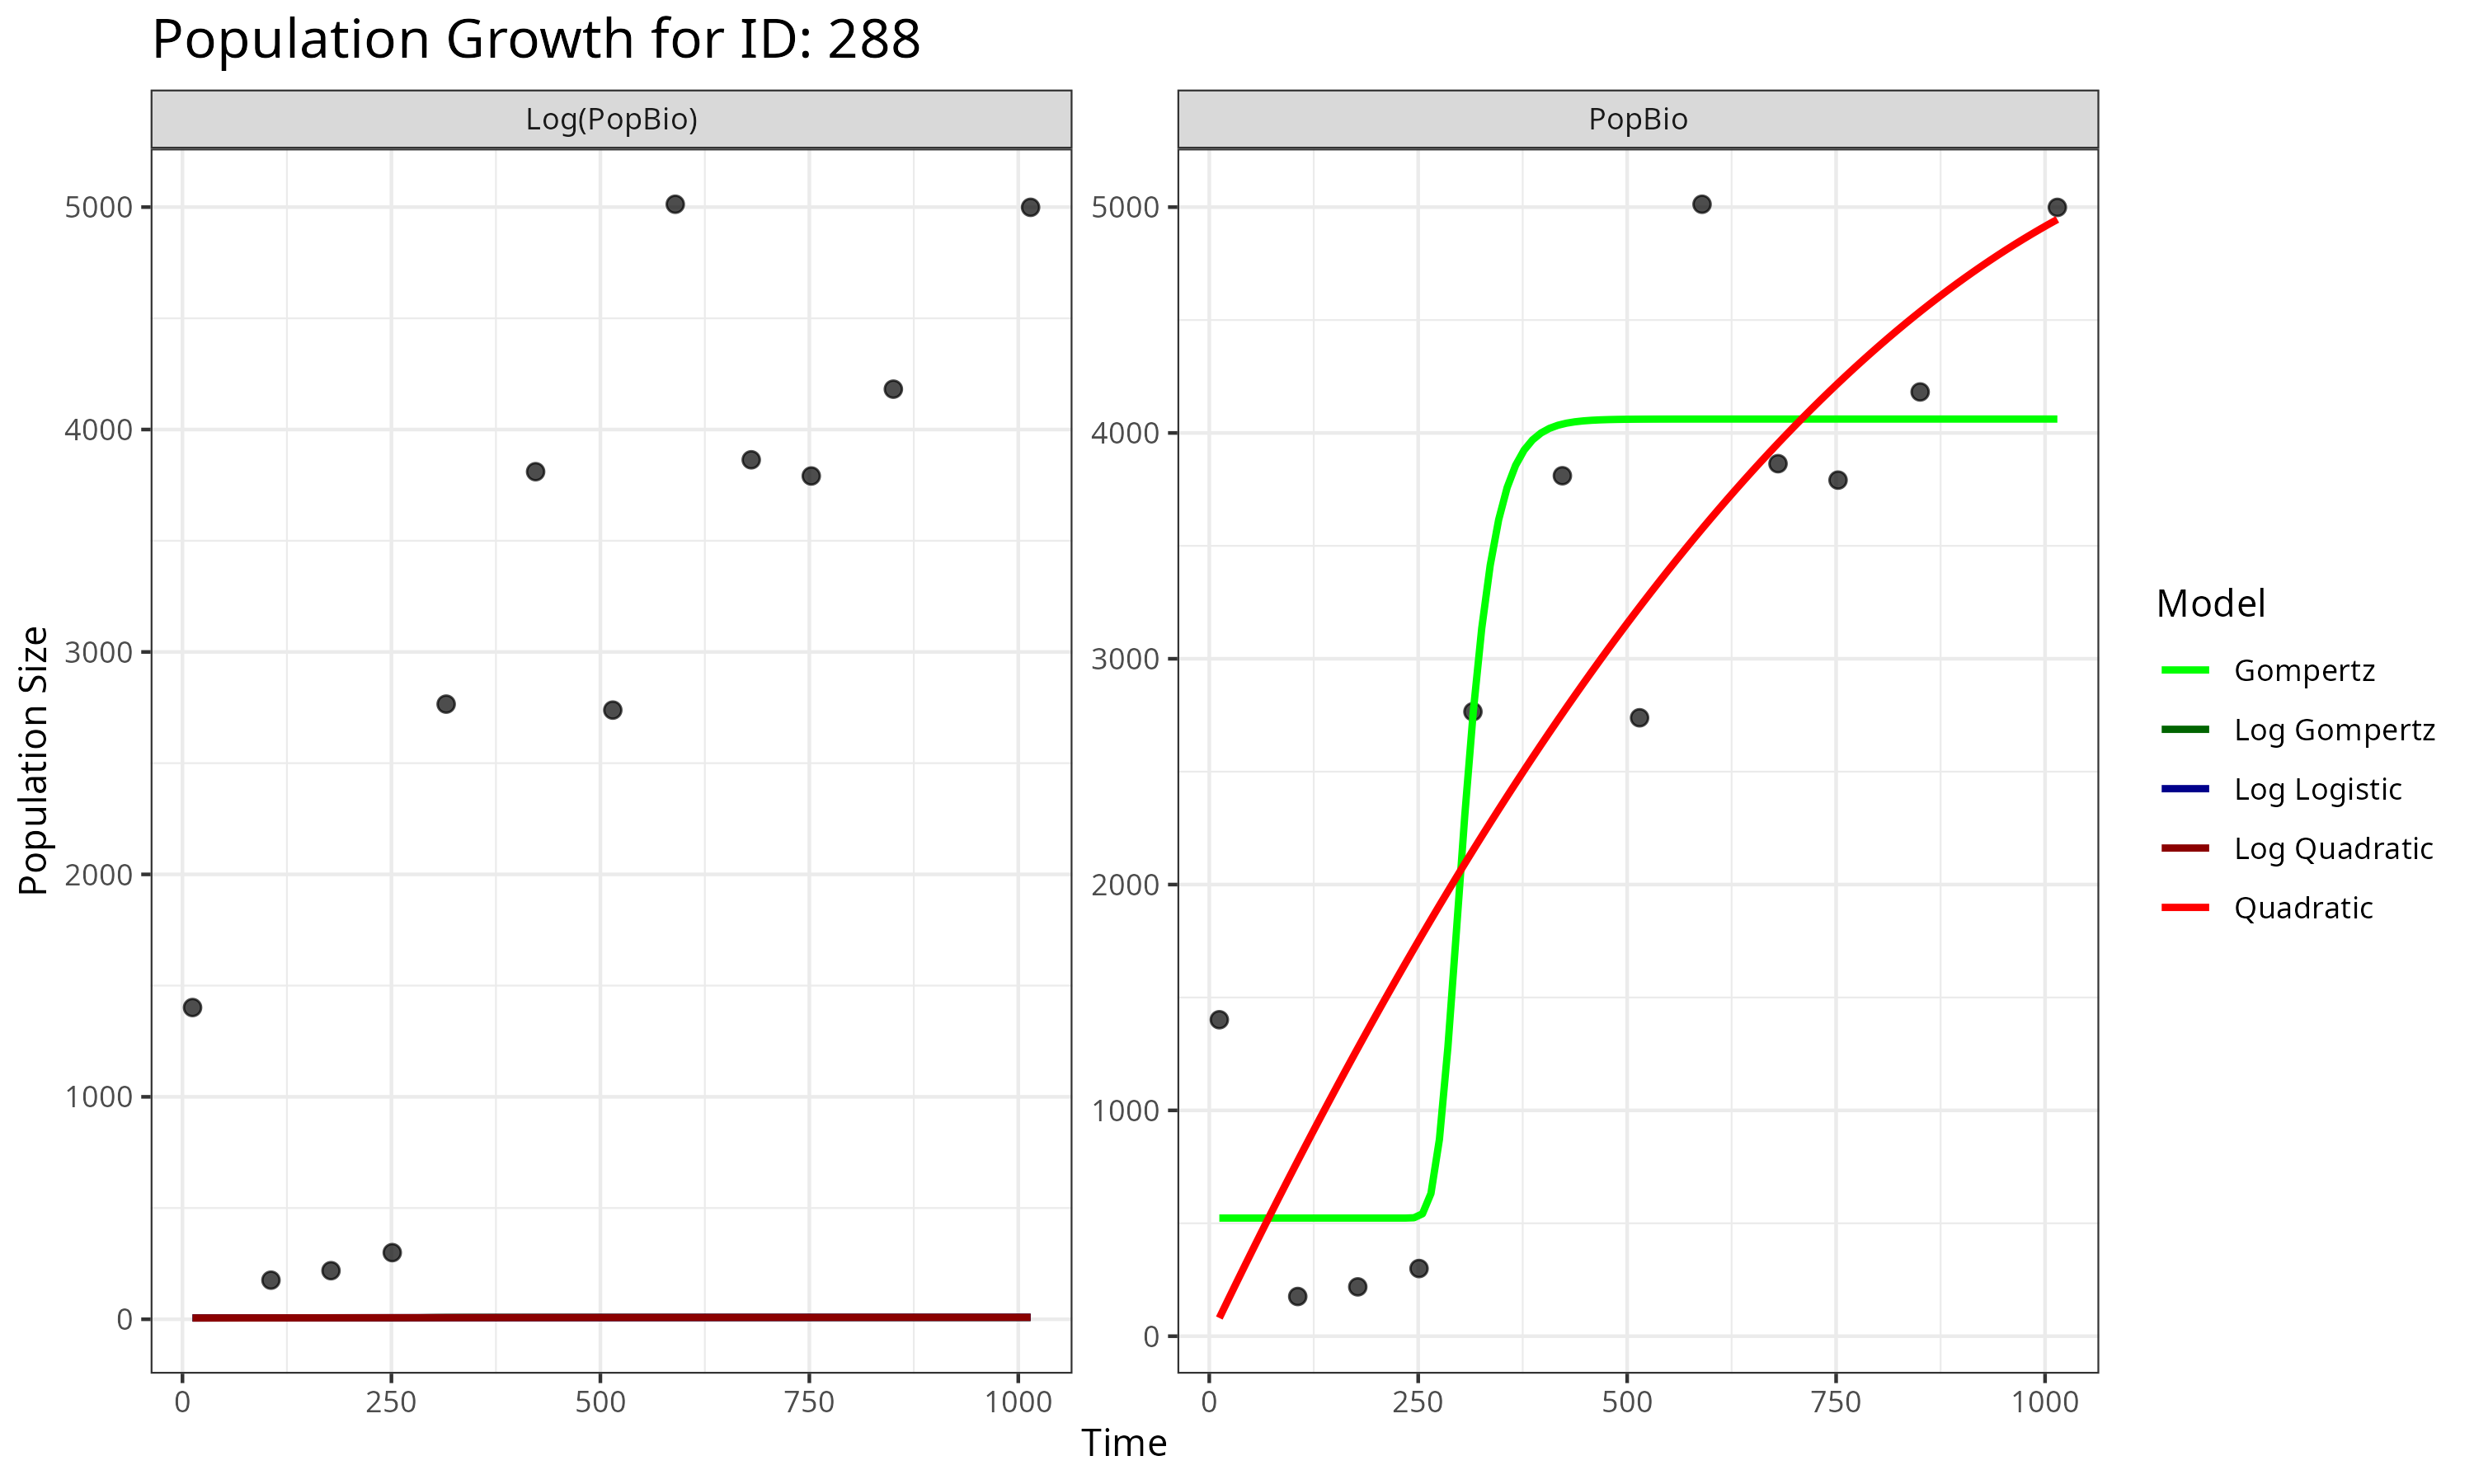 Population Growth for ID: 288
Log(PopBio)
PopBio
Population Size
5000
4000
3000
2000
1000
0
0 250 500 750 1000
5000
4000
3000
2000
1000
0
0 250 500 750 1000
Time
Model
Gompertz
Log Gompertz
Log Logistic
Log Quadratic
Quadratic